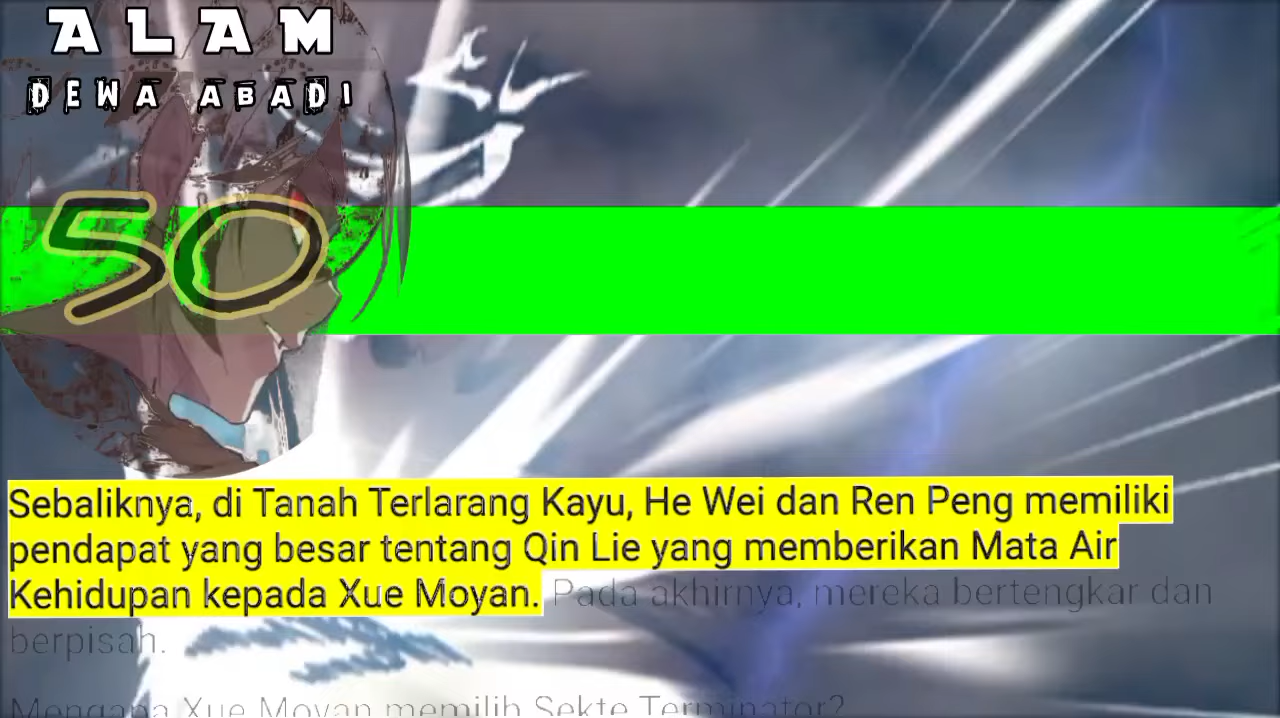 ALAM
DEWA ABADI
50
Sebaliknya, di Tanah Terlarang Kayu, He Wei dan Ren Peng memiliki
pendapat yang besar tentang Qin Lie yang memberikan Mata Air
Kehidupan kepada Xue Moyan. Pada akhirnya, mereka bertengkar dan
berpisah.
Mengapa Xue Moyan memilih Sekte Terminator?